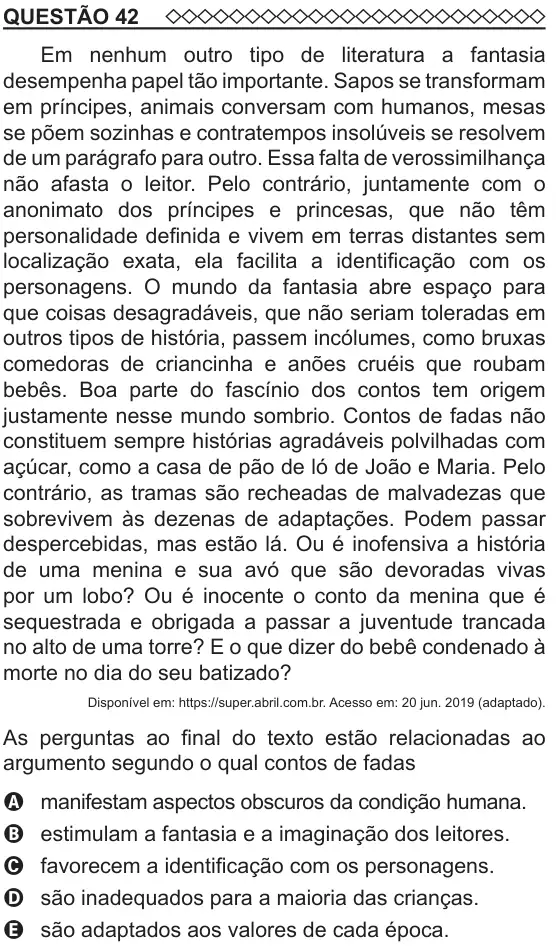 QUESTÃO 42
Em nenhum outro tipo de literatura a fantasia
desempenha papel tão importante. Sapos se transformam
em príncipes, animais conversam com humanos, mesas
se põem sozinhas e contratempos insolúveis se resolvem
de um parágrafo para outro. Essa falta de verossimilhança
não afasta o leitor. Pelo contrário, juntamente com o
anonimato dos príncipes e princesas, que não têm
personalidade definida e vivem em terras distantes sem
localização exata, ela facilita a identificação com os
personagens. O mundo da fantasia abre espaço para
que coisas desagradáveis, que não seriam toleradas em
outros tipos de história, passem incólumes, como bruxas
comedoras de criancinha e anões cruéis que roubam
bebês. Boa parte do fascínio dos contos tem origem
justamente nesse mundo sombrio. Contos de fadas não
constituem sempre histórias agradáveis polvilhadas com
açúcar, como a casa de pão de ló de João e Maria. Pelo
contrário, as tramas são recheadas de malvadezas que
sobrevivem às dezenas de adaptações. Podem passar
despercebidas, mas estão lá. Ou é inofensiva a história
de uma menina e sua avó que são devoradas vivas
por um lobo? Ou é inocente o conto da menina que é
sequestrada e obrigada a passar a juventude trancada
no alto de uma torre? E o que dizer do bebê condenado à
morte no dia do seu batizado?
Disponível em: https://super.abril.com.br. Acesso em: 20 jun. 2019 (adaptado).
As perguntas ao final do texto estão relacionadas ao
argumento segundo o qual contos de fadas
A manifestam aspectos obscuros da condição humana.
B estimulam a fantasia e a imaginação dos leitores.
C favorecem a identificação com os personagens.
D são inadequados para a maioria das crianças.
E são adaptados aos valores de cada época.